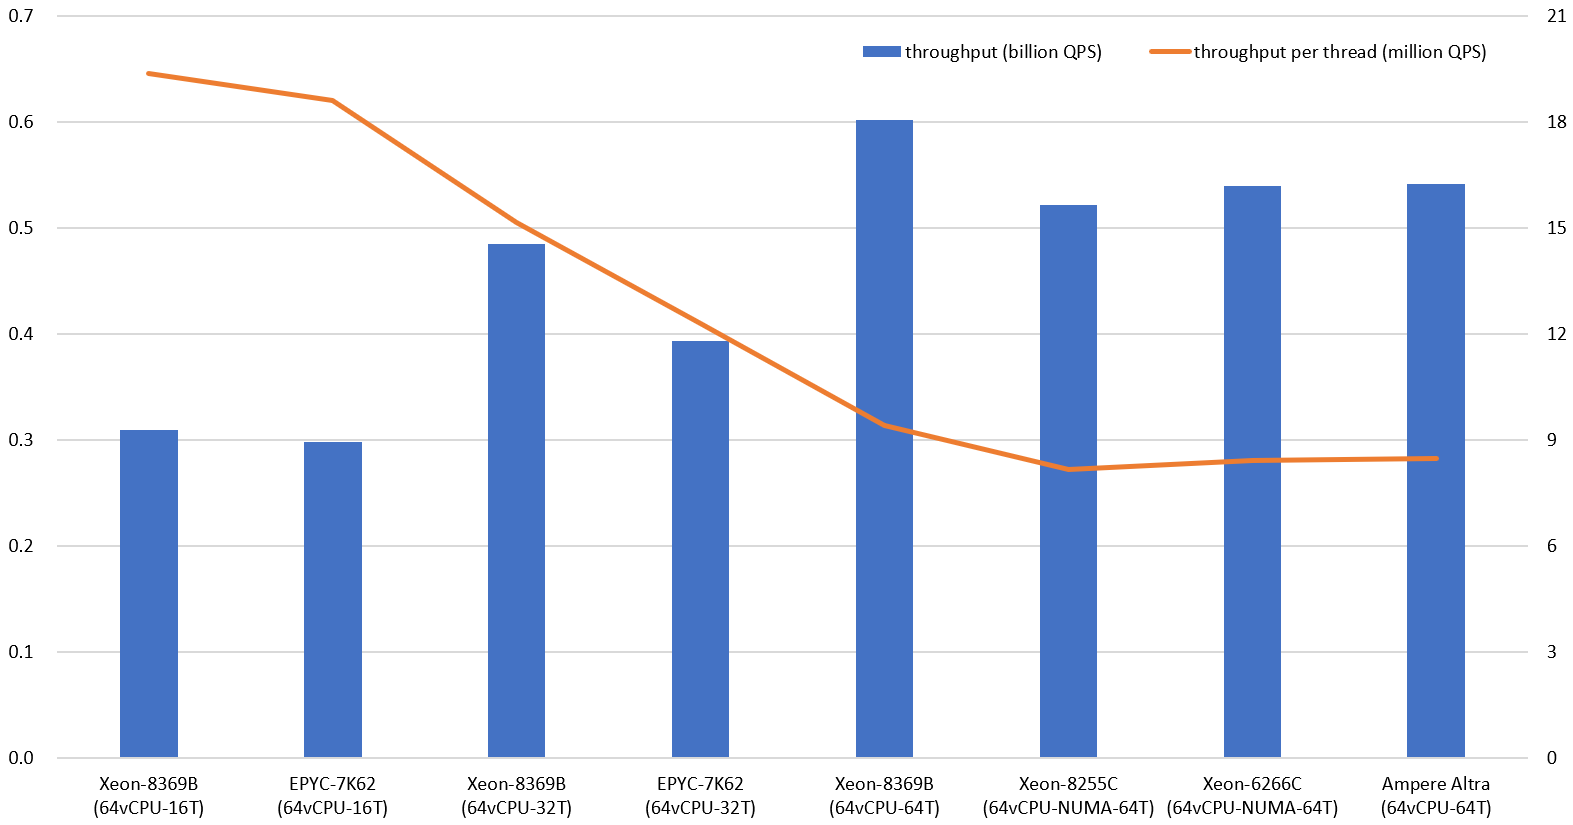 throughput (billion QPS) throughput per thread (million QPS)
0.7 21
0.6 18
0.5 15
0.4 12
0.3 9
0.2 6
0.1 3
0.0 0
Xeon-8369B EPYC-7K62 Xeon-8369B EPYC-7K62 Xeon-8369B Xeon-8255C Xeon-6266C Ampere Altra
(64vCPU-16T) (64vCPU-16T) (64vCPU-32T) (64vCPU-32T) (64vCPU-64T) (64vCPU-NUMA-64T) (64vCPU-NUMA-64T) (64vCPU-64T)